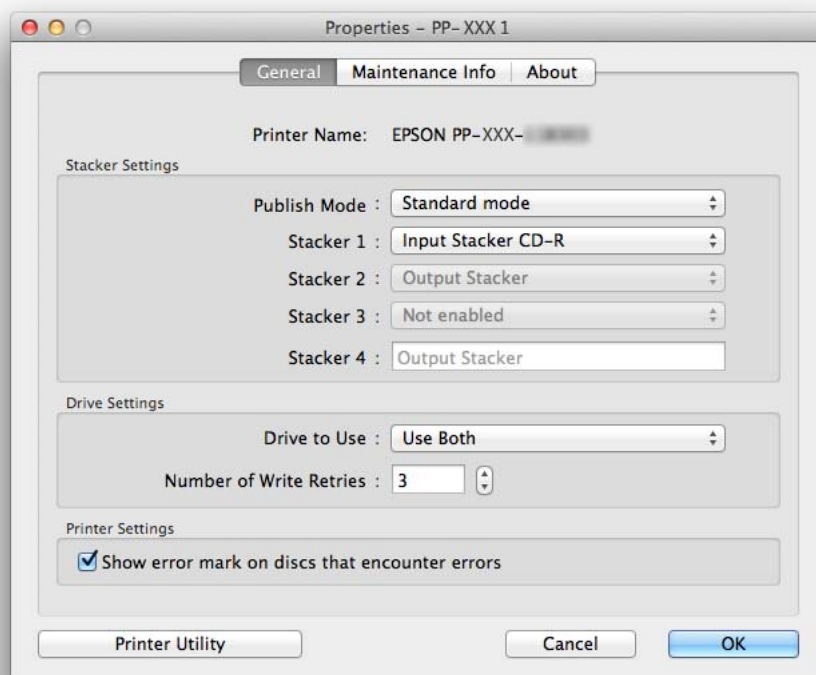 Properties – PP-XXX 1
General Maintenance Info About
Printer Name: EPSON PP-XXX-
Stacker Settings
Publish Mode : Standard mode
Stacker 1 : Input Stacker CD-R
Stacker 2 : Output Stacker
Stacker 3 : Not enabled
Stacker 4 : Output Stacker
Drive Settings
Drive to Use : Use Both
Number of Write Retries : 3
Printer Settings
Show error mark on discs that encounter errors
Printer Utility Cancel OK